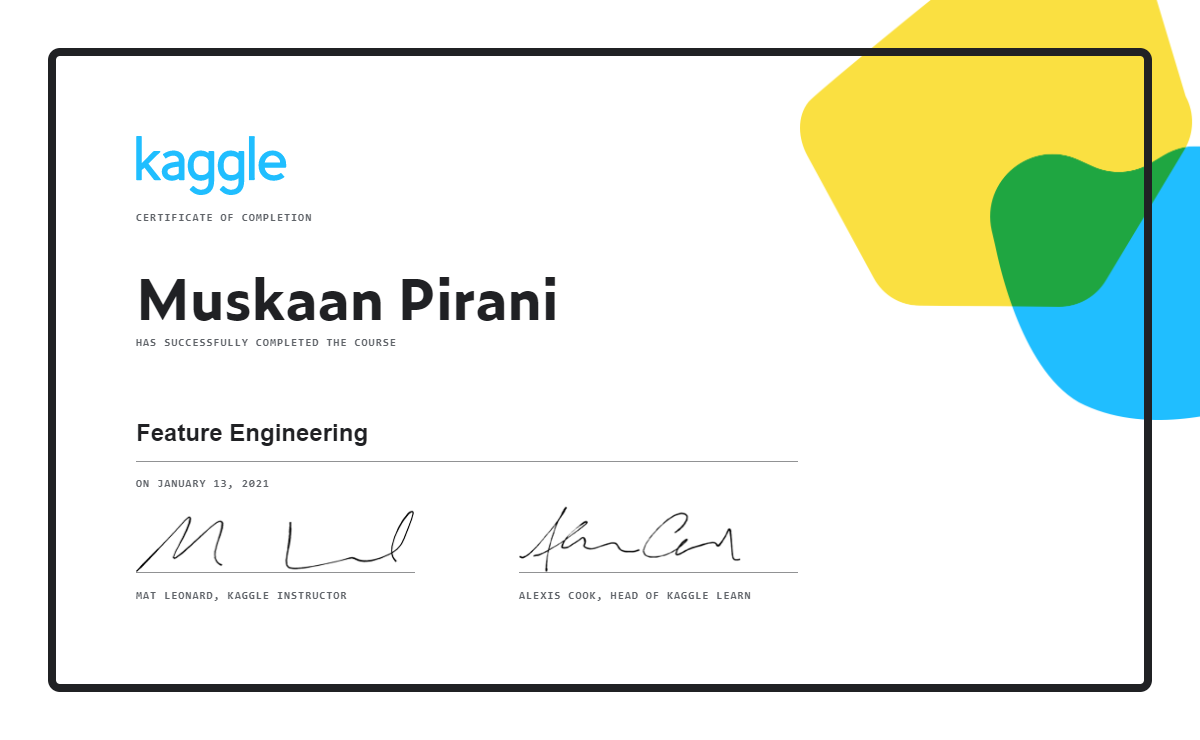 kaggle
CERTIFICATE OF COMPLETION
Muskaan Pirani
HAS SUCCESSFULLY COMPLETED THE COURSE
Feature Engineering
ON JANUARY 13, 2021
MAT LEONARD, KAGGLE INSTRUCTOR
ALEXIS COOK, HEAD OF KAGGLE LEARN